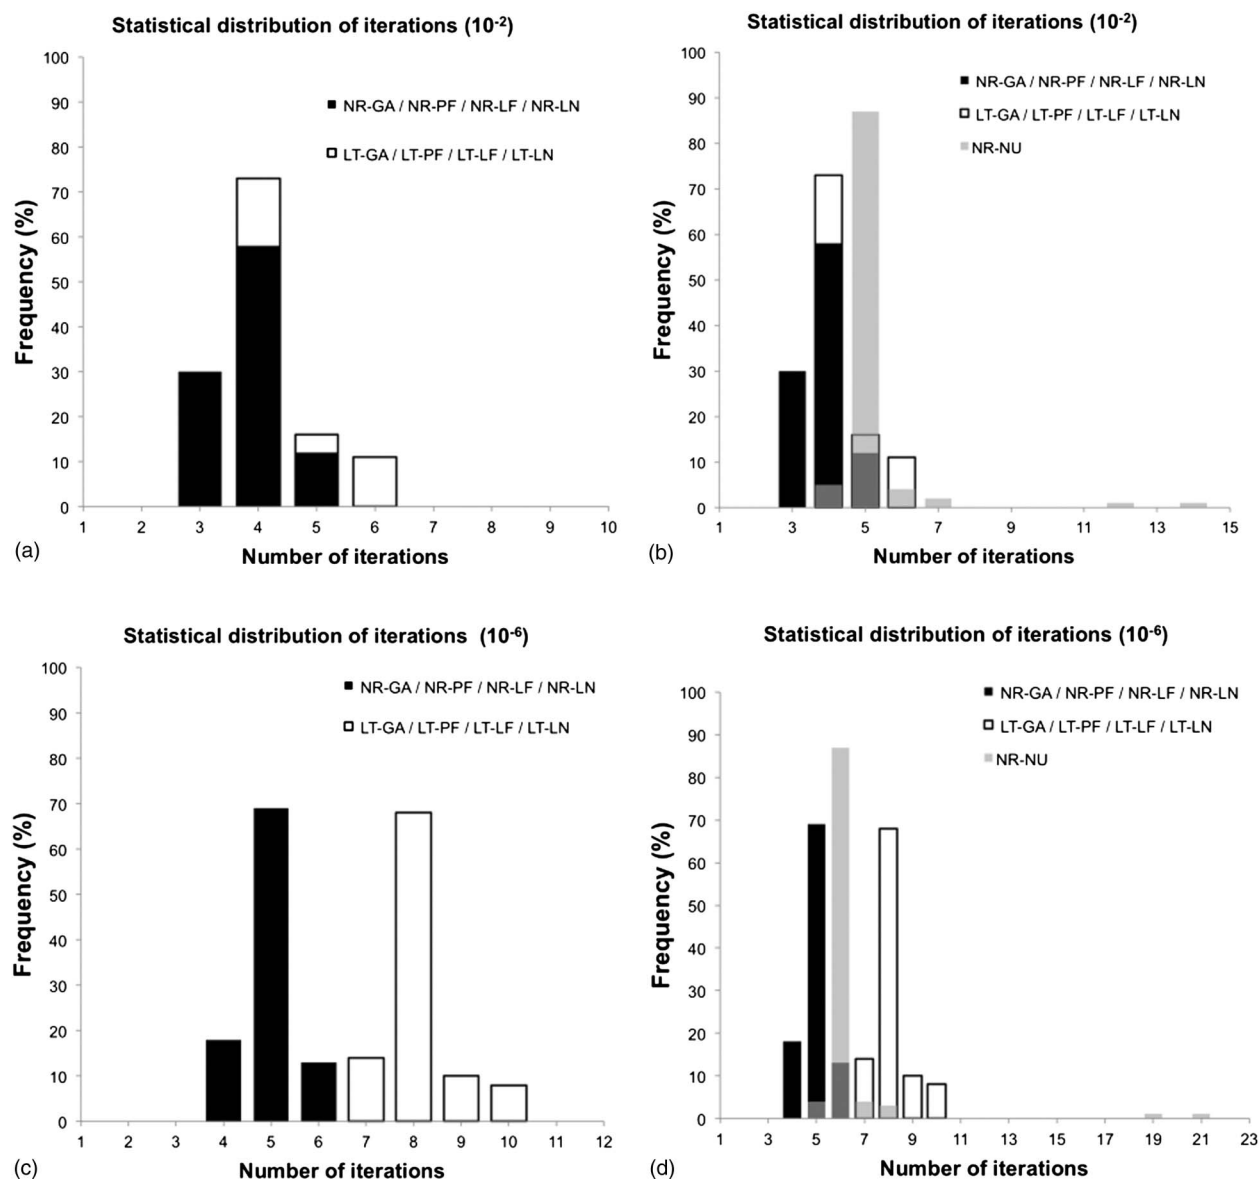 Statistical distribution of iterations (10-2)
100
90
80
70
60
50
40
30
20
10
0
Frequency (%)
NR-GA / NR-PF / NR-LF / NR-LN
LT-GA / LT-PF / LT-LF / LT-LN
1 2 3 4 5 6 7 8 9 10
Number of iterations
(a)
Statistical distribution of iterations (10-2)
100
90
80
70
60
50
40
30
20
10
0
Frequency (%)
NR-GA / NR-PF / NR-LF / NR-LN
LT-GA / LT-PF / LT-LF / LT-LN
NR-NU
1 3 5 7 9 11 13 15
Number of iterations
(b)
Statistical distribution of iterations (10-6)
100
90
80
70
60
50
40
30
20
10
0
Frequency (%)
NR-GA / NR-PF / NR-LF / NR-LN
LT-GA / LT-PF / LT-LF / LT-LN
1 2 3 4 5 6 7 8 9 10 11 12
Number of iterations
(c)
Statistical distribution of iterations (10-6)
100
90
80
70
60
50
40
30
20
10
0
Frequency (%)
NR-GA / NR-PF / NR-LF / NR-LN
LT-GA / LT-PF / LT-LF / LT-LN
NR-NU
1 3 5 7 9 11 13 15 17 19 21 23
Number of iterations
(d)